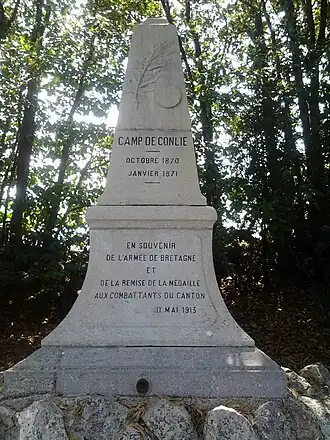 CAMP DE CONLIE
OCTOBRE 1870
JANVIER 1871
EN SOUVENIR
DE L'ARMÉE DE BRETAGNE
ET
DE LA REMISE DE LA MÉDAILLE
AUX COMBATTANTS DU CANTON
11 MAI 1913